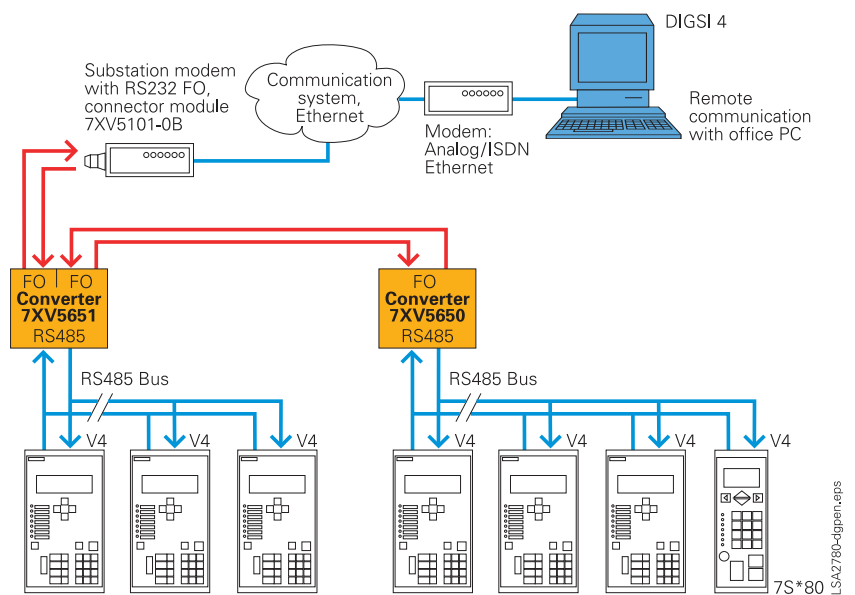 DIGSI 4
Substation modem
with RS232 FO,
connector module
7XV5101-0B
Communication
system,
Ethernet
Modem:
Analog/ISDN
Ethernet
Remote
communication
with office PC
FO FO
Converter
7XV5651
RS485
FO
Converter
7XV5650
RS485
RS485 Bus
RS485 Bus
V4
V4
V4
V4
V4
V4
V4
7S*80
LSA2780-dgpen.eps